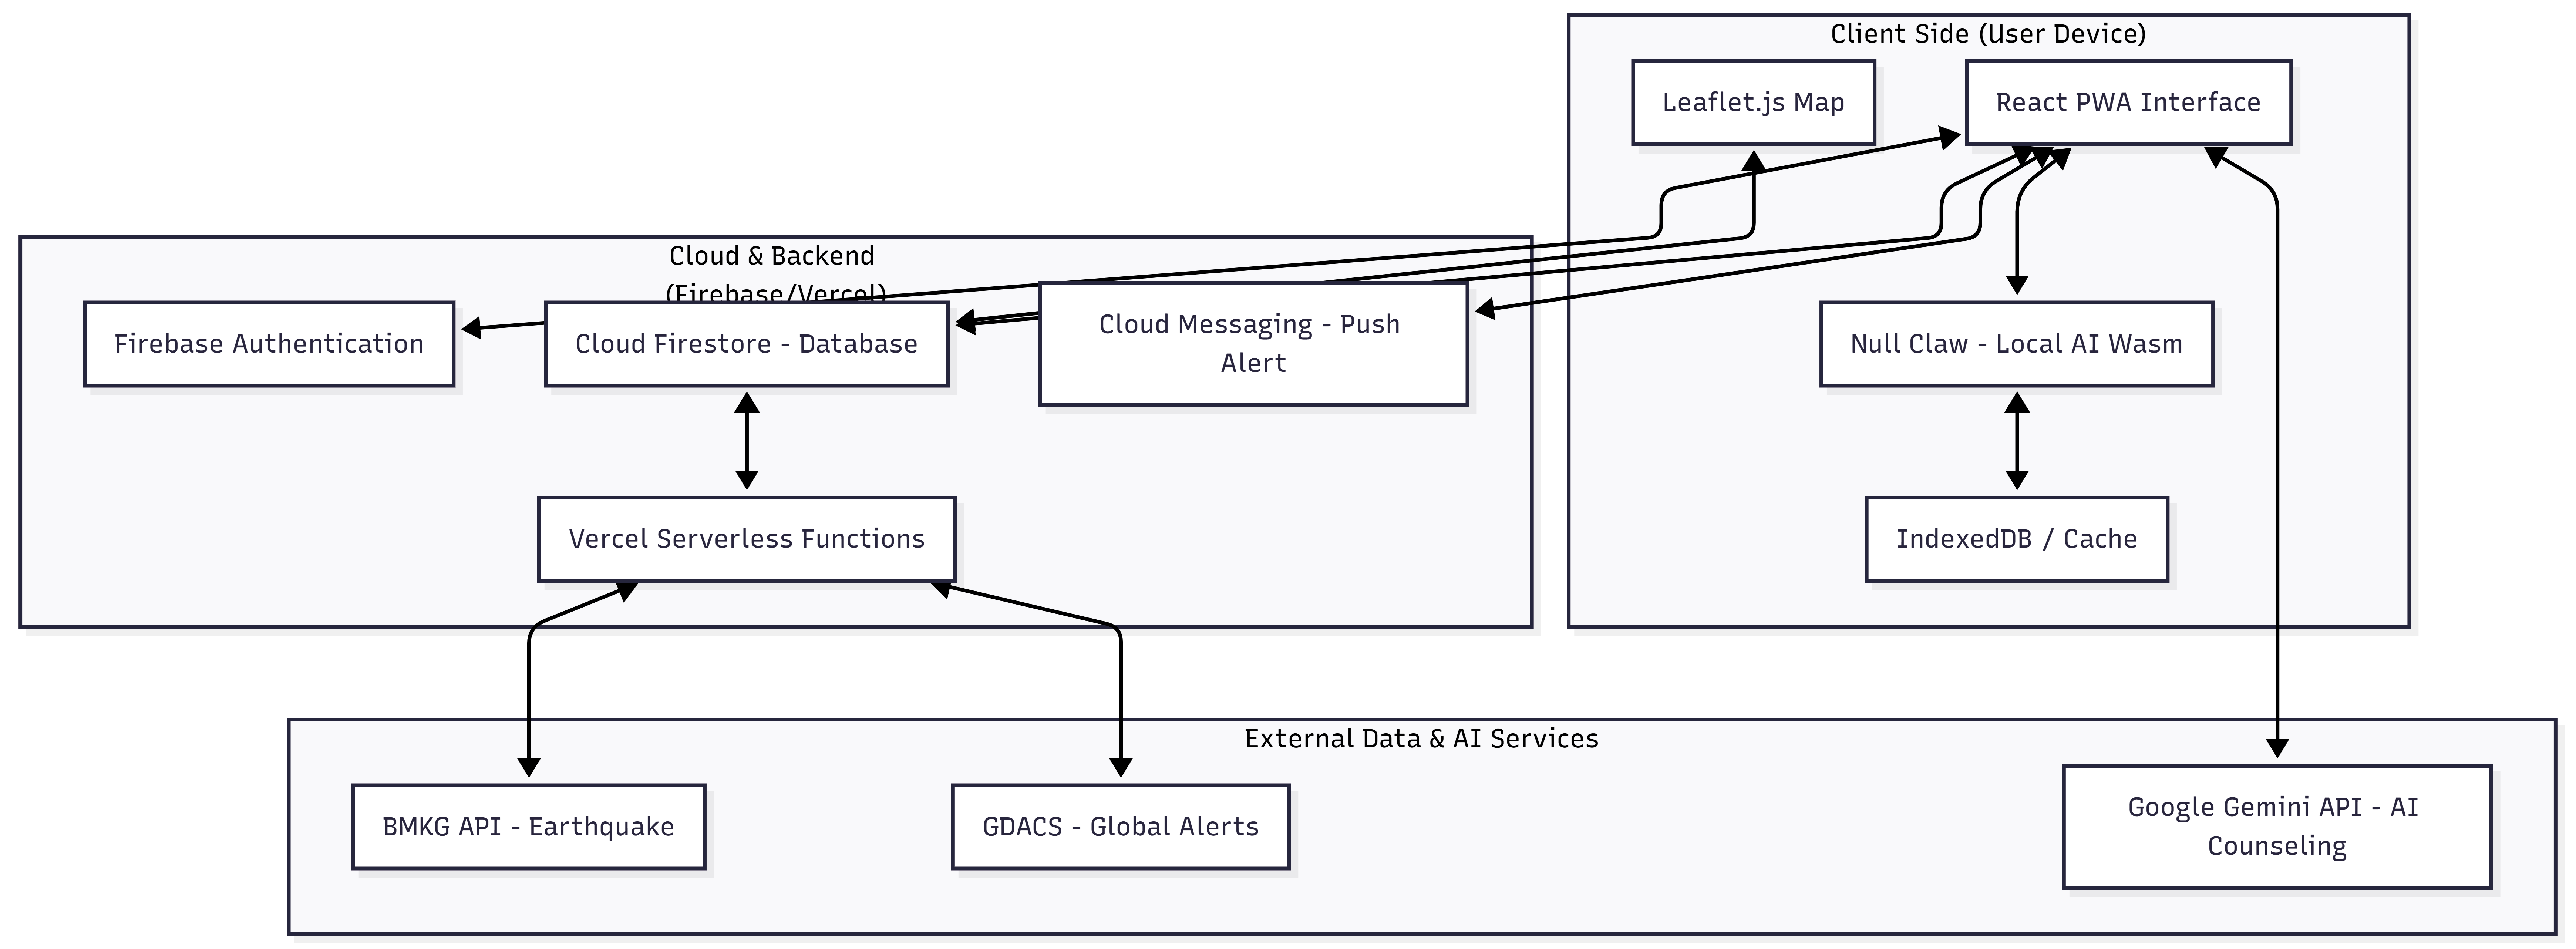 Client Side (User Device)
Leaflet.js Map
React PWA Interface
Cloud & Backend
(Firebase/Vercel)
Firebase Authentication
Cloud Firestore - Database
Cloud Messaging - Push
Alert
Null Claw - Local AI Wasm
Vercel Serverless Functions
IndexedDB / Cache
External Data & AI Services
BMKG API - Earthquake
GDACS - Global Alerts
Google Gemini API - AI
Counseling